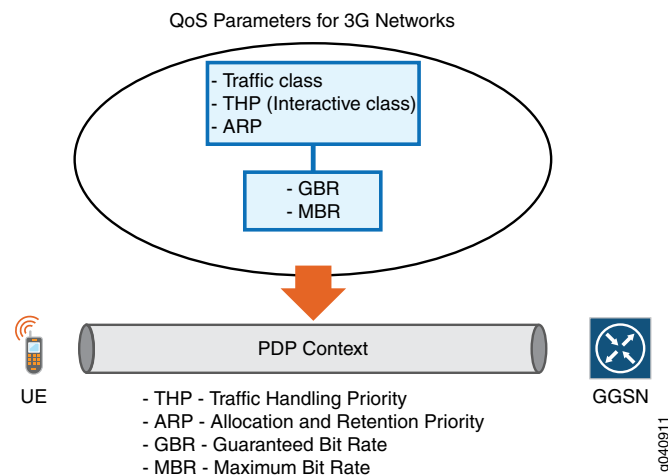 QoS Parameters for 3G Networks
- Traffic class
- THP (Interactive class)
- ARP
- GBR
- MBR
PDP Context
UE
GGSN
- THP - Traffic Handling Priority
- ARP - Allocation and Retention Priority
- GBR - Guaranteed Bit Rate
- MBR - Maximum Bit Rate
g040911